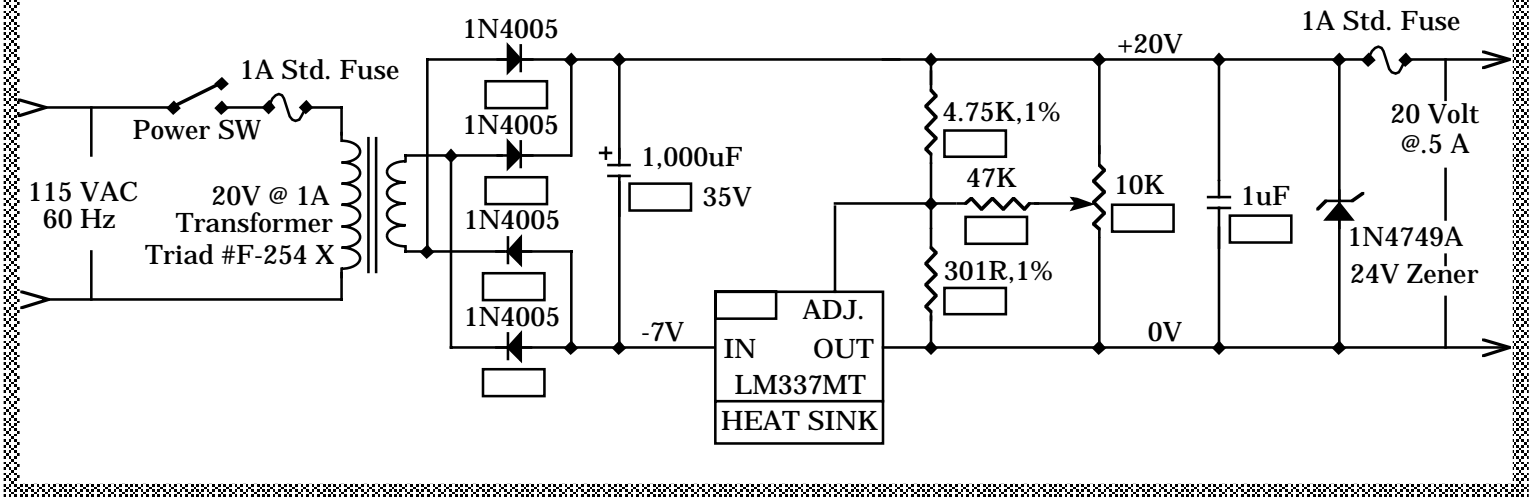 1N4005
1A Std. Fuse
+20V
1A Std. Fuse
Power SW
1N4005
4.75K,1%
20 Volt
@.5 A
115 VAC
60 Hz
20V @ 1A
Transformer
Triad #F-254 X
+
1,000uF
35V
47K
10K
1uF
1N4005
1N4749A
24V Zener
301R,1%
1N4005
-7V
ADJ.
0V
IN
OUT
LM337MT
HEAT SINK